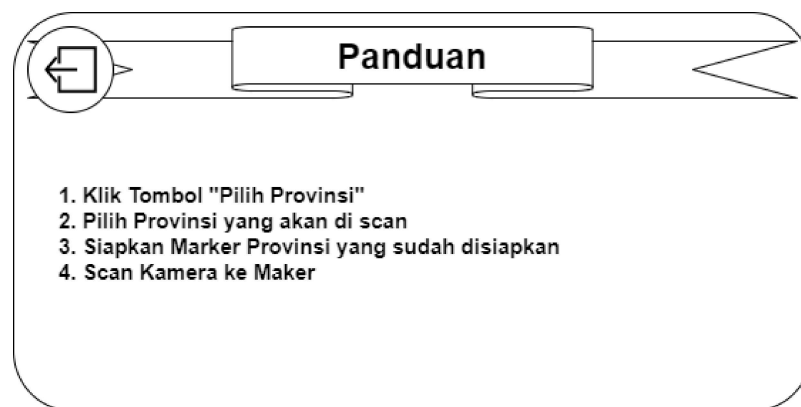 Panduan
1. Klik Tombol "Pilih Provinsi"
2. Pilih Provinsi yang akan di scan
3. Siapkan Marker Provinsi yang sudah disiapkan
4. Scan Kamera ke Maker